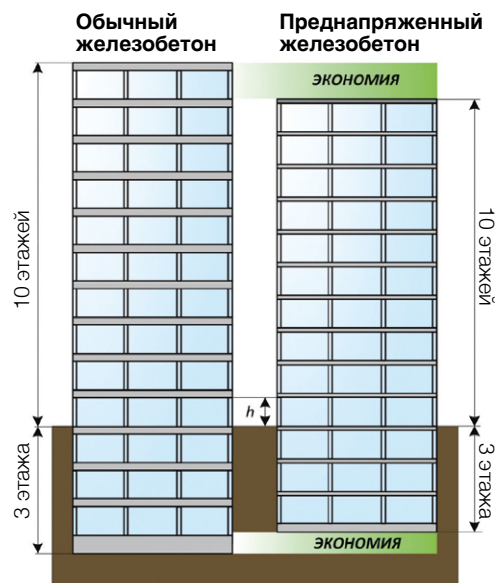 Обычный
железобетон
Преднапряженный
железобетон
ЭКОНОМИЯ
10 этажей
10 этажей
h
3 этажа
3 этажа
ЭКОНОМИЯ